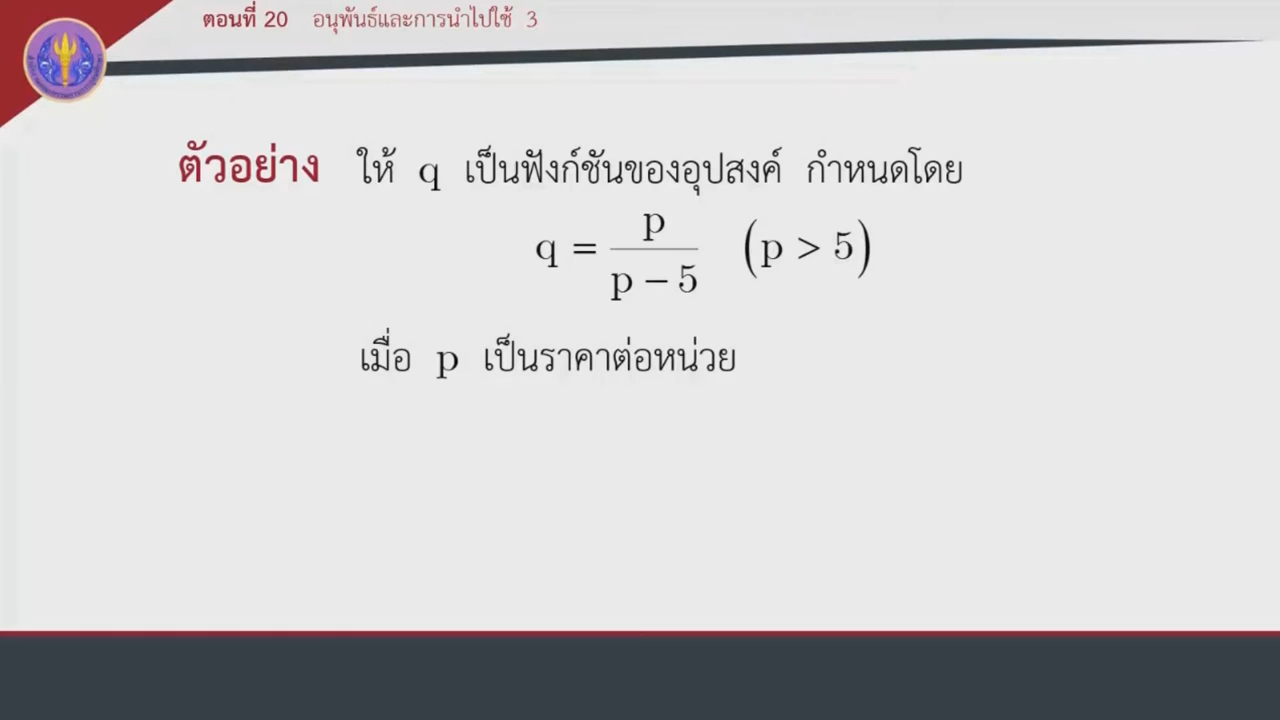 ตอนที่ 20 อนุพันธ์และการนำไปใช้ 3
ตัวอย่าง ให้ q เป็นฟังก์ชันของอุปสงค์ กำหนดโดย
q = p / (p − 5) (p > 5)
เมื่อ p เป็นราคาต่อหน่วย